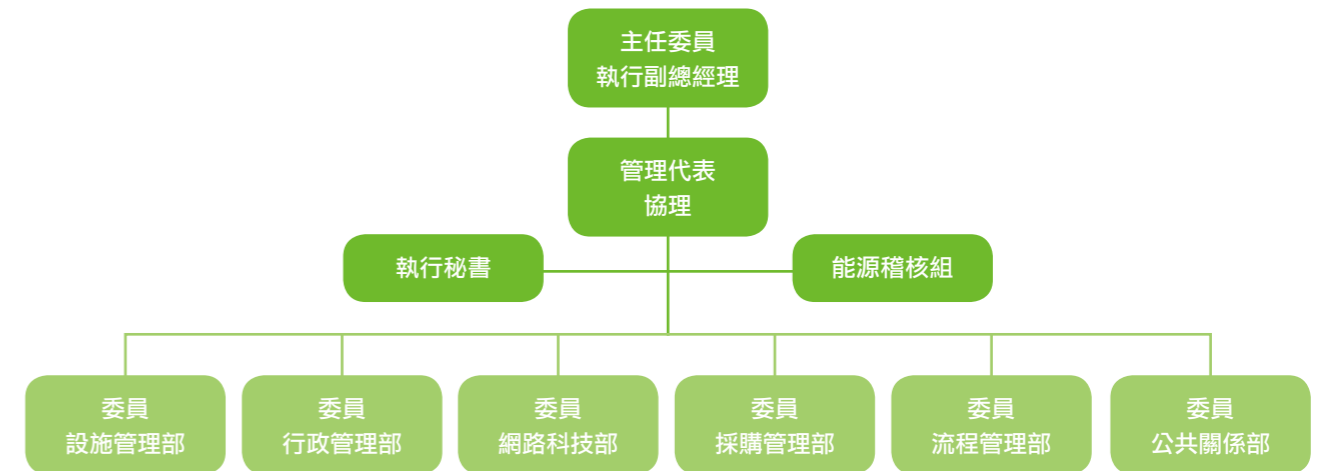 主任委員
執行副總經理
管理代表
協理
執行秘書
能源稽核組
委員
設施管理部
委員
行政管理部
委員
網路科技部
委員
採購管理部
委員
流程管理部
委員
公共關係部